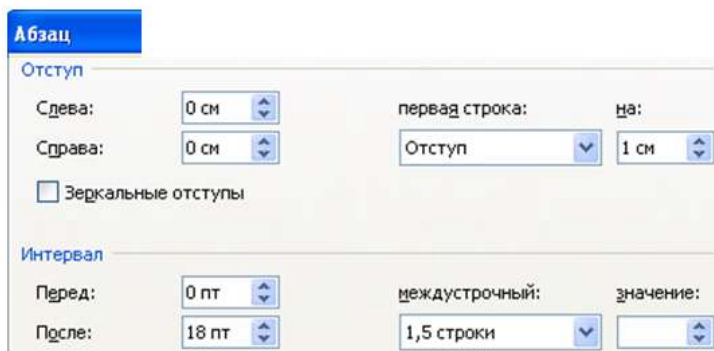 Абзац
Отступ
Слева: 0 см первая строка: на:
Справа: 0 см Отступ 1 см
Зеркальные отступы
Интервал
Перед: 0 пт междустрочный: значение:
После: 18 пт 1,5 строки